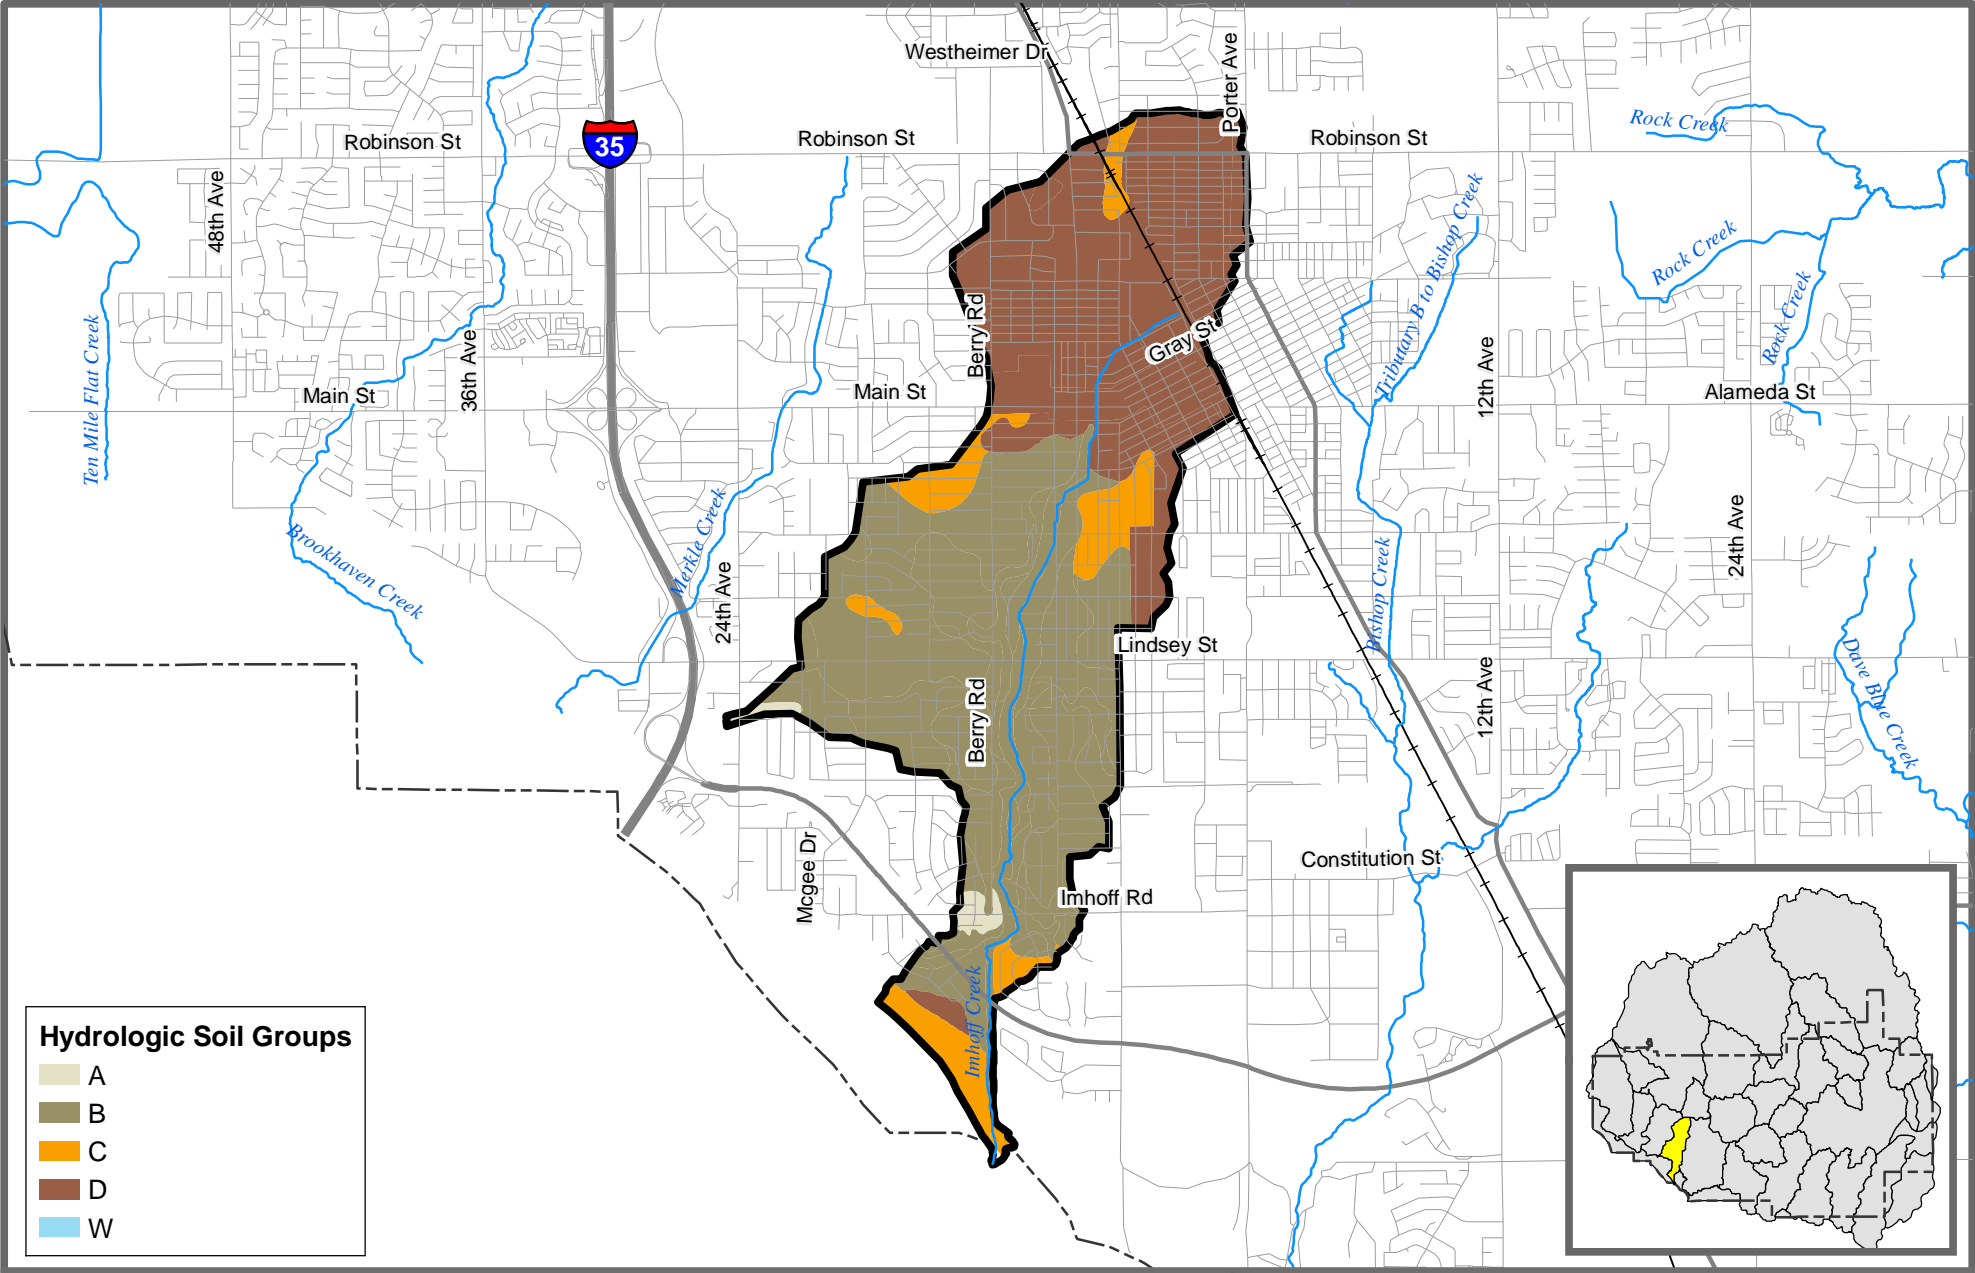 Westheimer Dr
Porter Ave
Robinson St
35
Robinson St
Robinson St
Rock Creek
48th Ave
Tributary B to Bishop Creek
Rock Creek
Rock Creek
Ten Mile Flat Creek
36th Ave
Berry Rd
Gray St
12th Ave
Main St
Main St
Alameda St
Brookhaven Creek
Merkle Creek
24th Ave
24th Ave
Bishop Creek
Lindsey St
Berry Rd
12th Ave
Dave Blue Creek
Mcgee Dr
Constitution St
Imhoff Rd
Imhoff Creek
Hydrologic Soil Groups
A
B
C
D
W